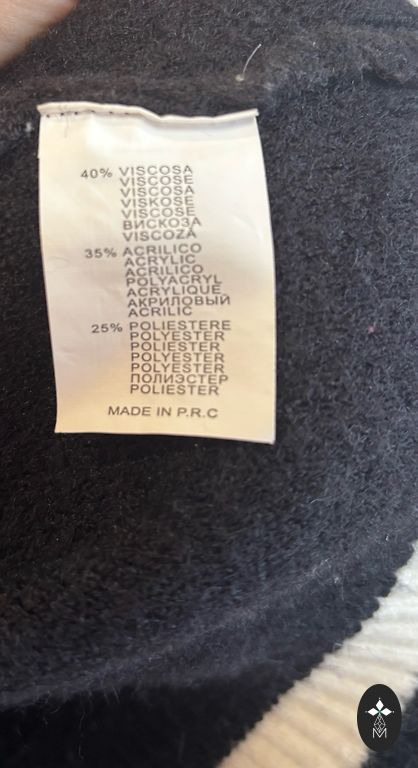 40% VISCOSA
VISCOSE
VISCOSA
VISKOSE
VISCOSE
ВИСКОЗА
VISCOZĂ
35% ACRILICO
ACRYLIC
ACRILICO
POLYACRYL
ACRYLIQUE
АКРИЛОВЫЙ
ACRILIC
25% POLIESTERE
POLYESTER
POLIESTER
POLYESTER
POLYESTER
ПОЛИЭСТЕР
POLIESTER
MADE IN P.R.C
M